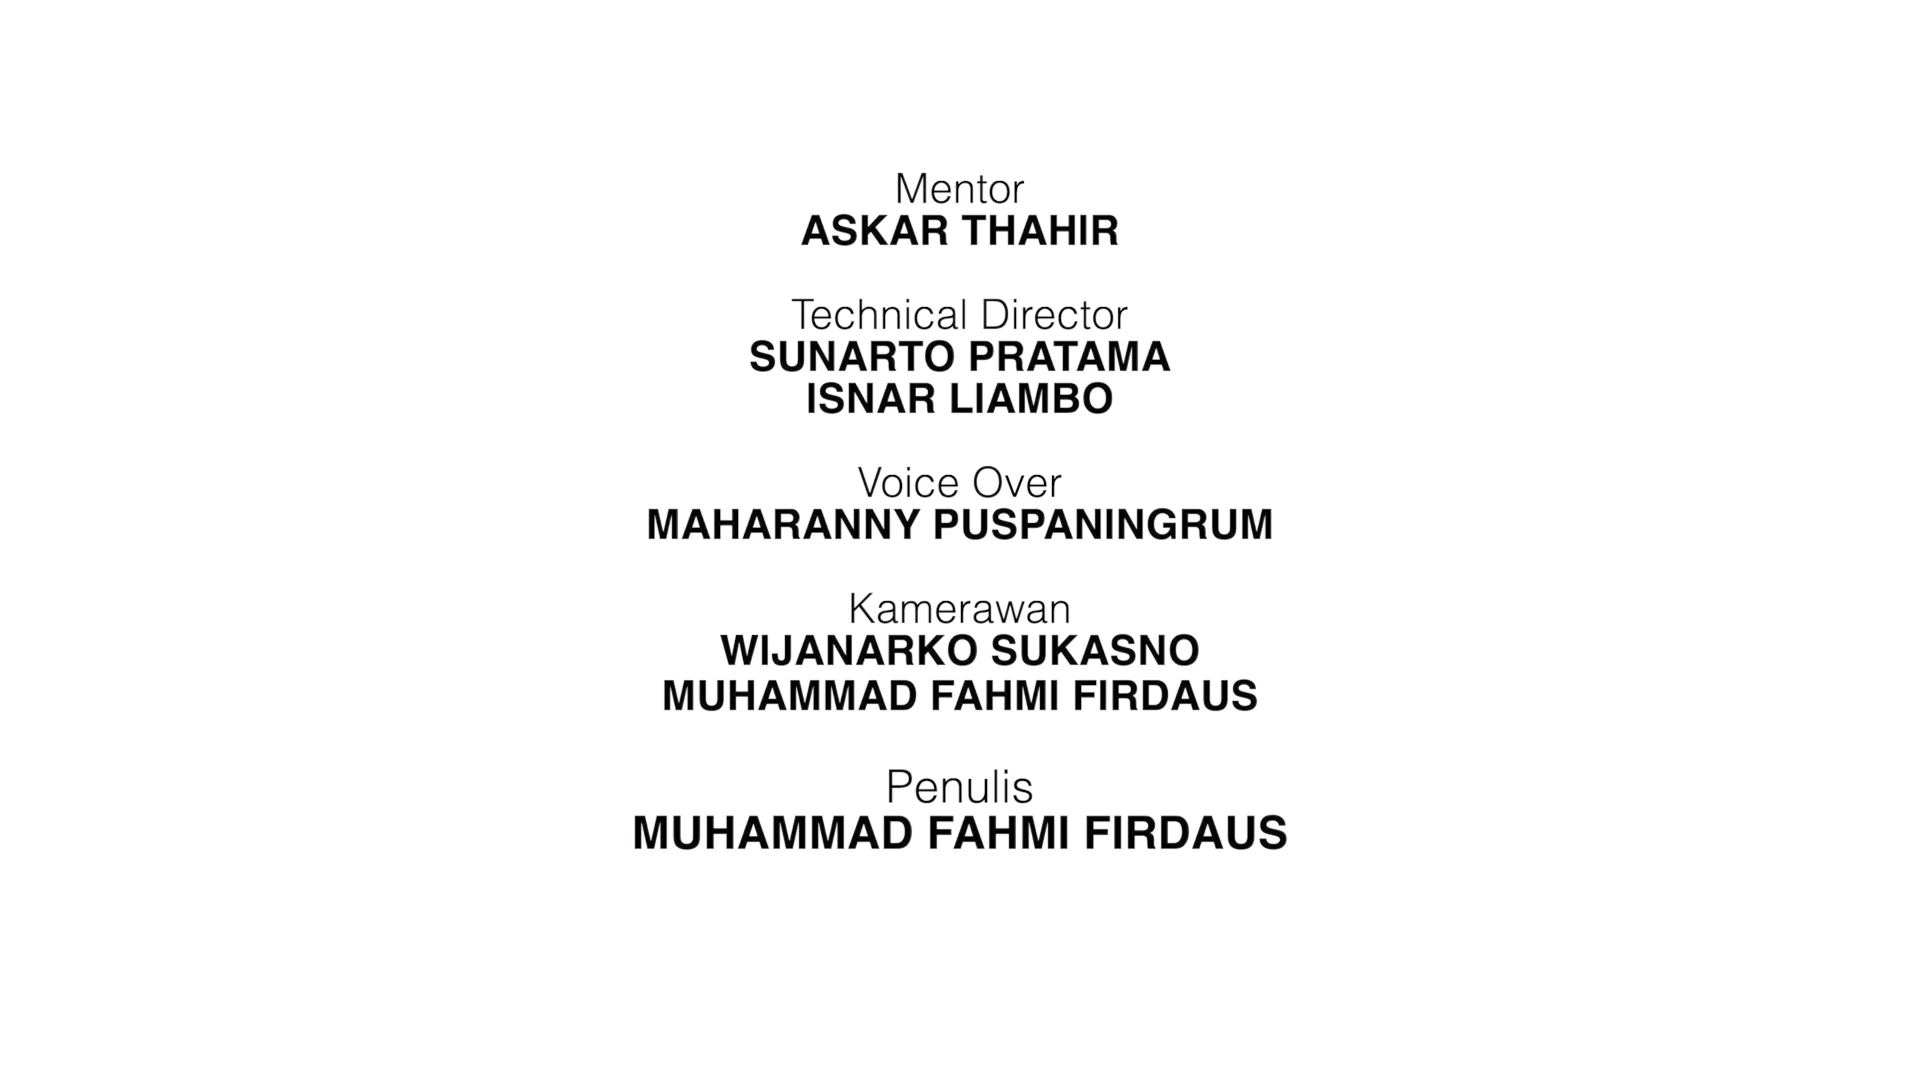 Mentor
ASKAR THAHIR
Technical Director
SUNARTO PRATAMA
ISNAR LIAMBO
Voice Over
MAHARANNY PUSPANINGRUM
Kamerawan
WIJANARKO SUKASNO
MUHAMMAD FAHMI FIRDAUS
Penulis
MUHAMMAD FAHMI FIRDAUS